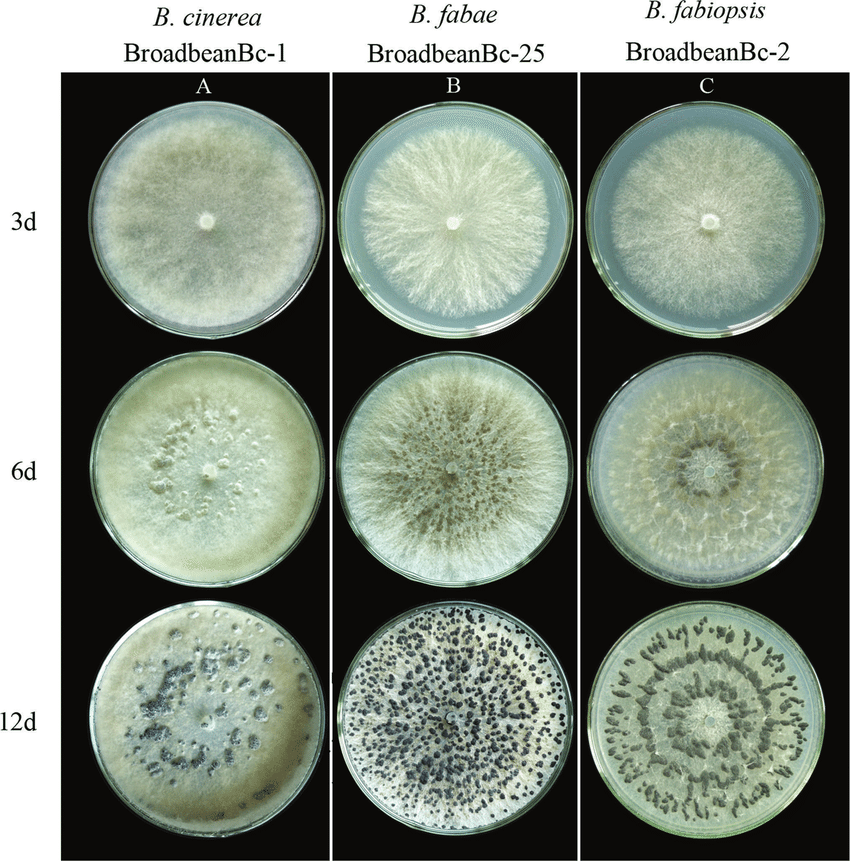 B. cinerea
BroadbeanBc-1
B. fabae
BroadbeanBc-25
B. fabiopsis
BroadbeanBc-2
A
B
C
3d
6d
12d